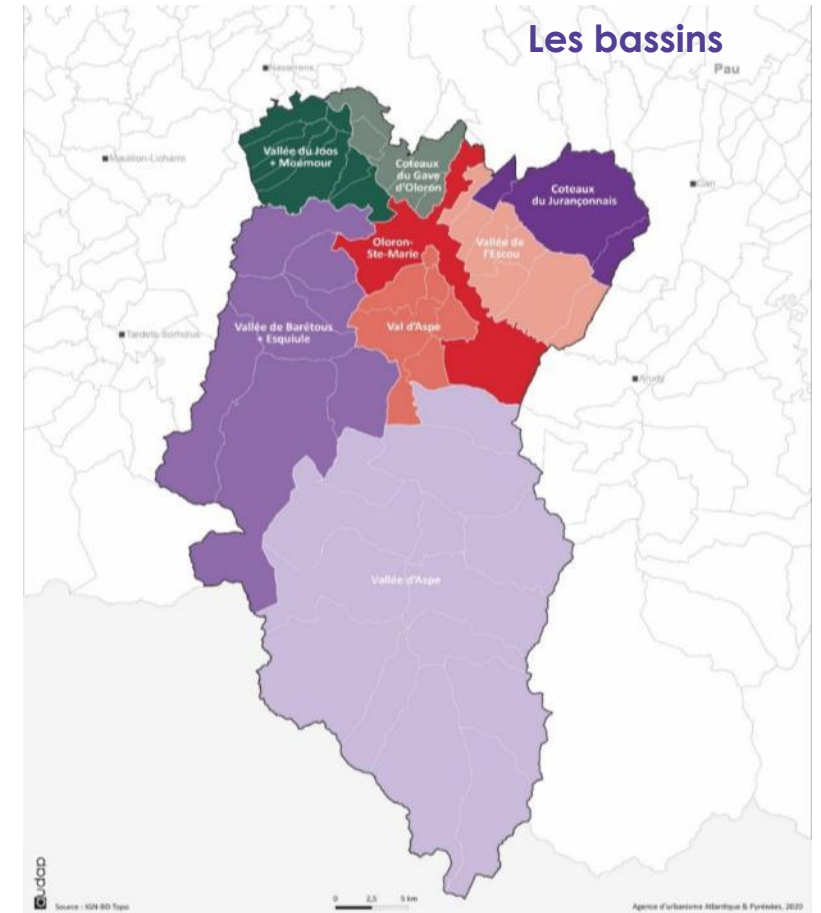 Les bassins
Pau
Navarrenx
Mauléon-Licharre
Gan
Vallée du Joos
+ Moumour
Coteaux
du Gave
d'Oloron
Coteaux
du Jurançonnais
Oloron-
Ste-Marie
Vallée de
l'Escou
Tardets-Sorholus
Vallée de Barétous
+ Esquiule
Val d'Aspe
Arudy
Vallée d'Aspe
audap
Source : IGN-BD Topo
0 2,5 5 km
Agence d'urbanisme Atlantique & Pyrénées, 2020